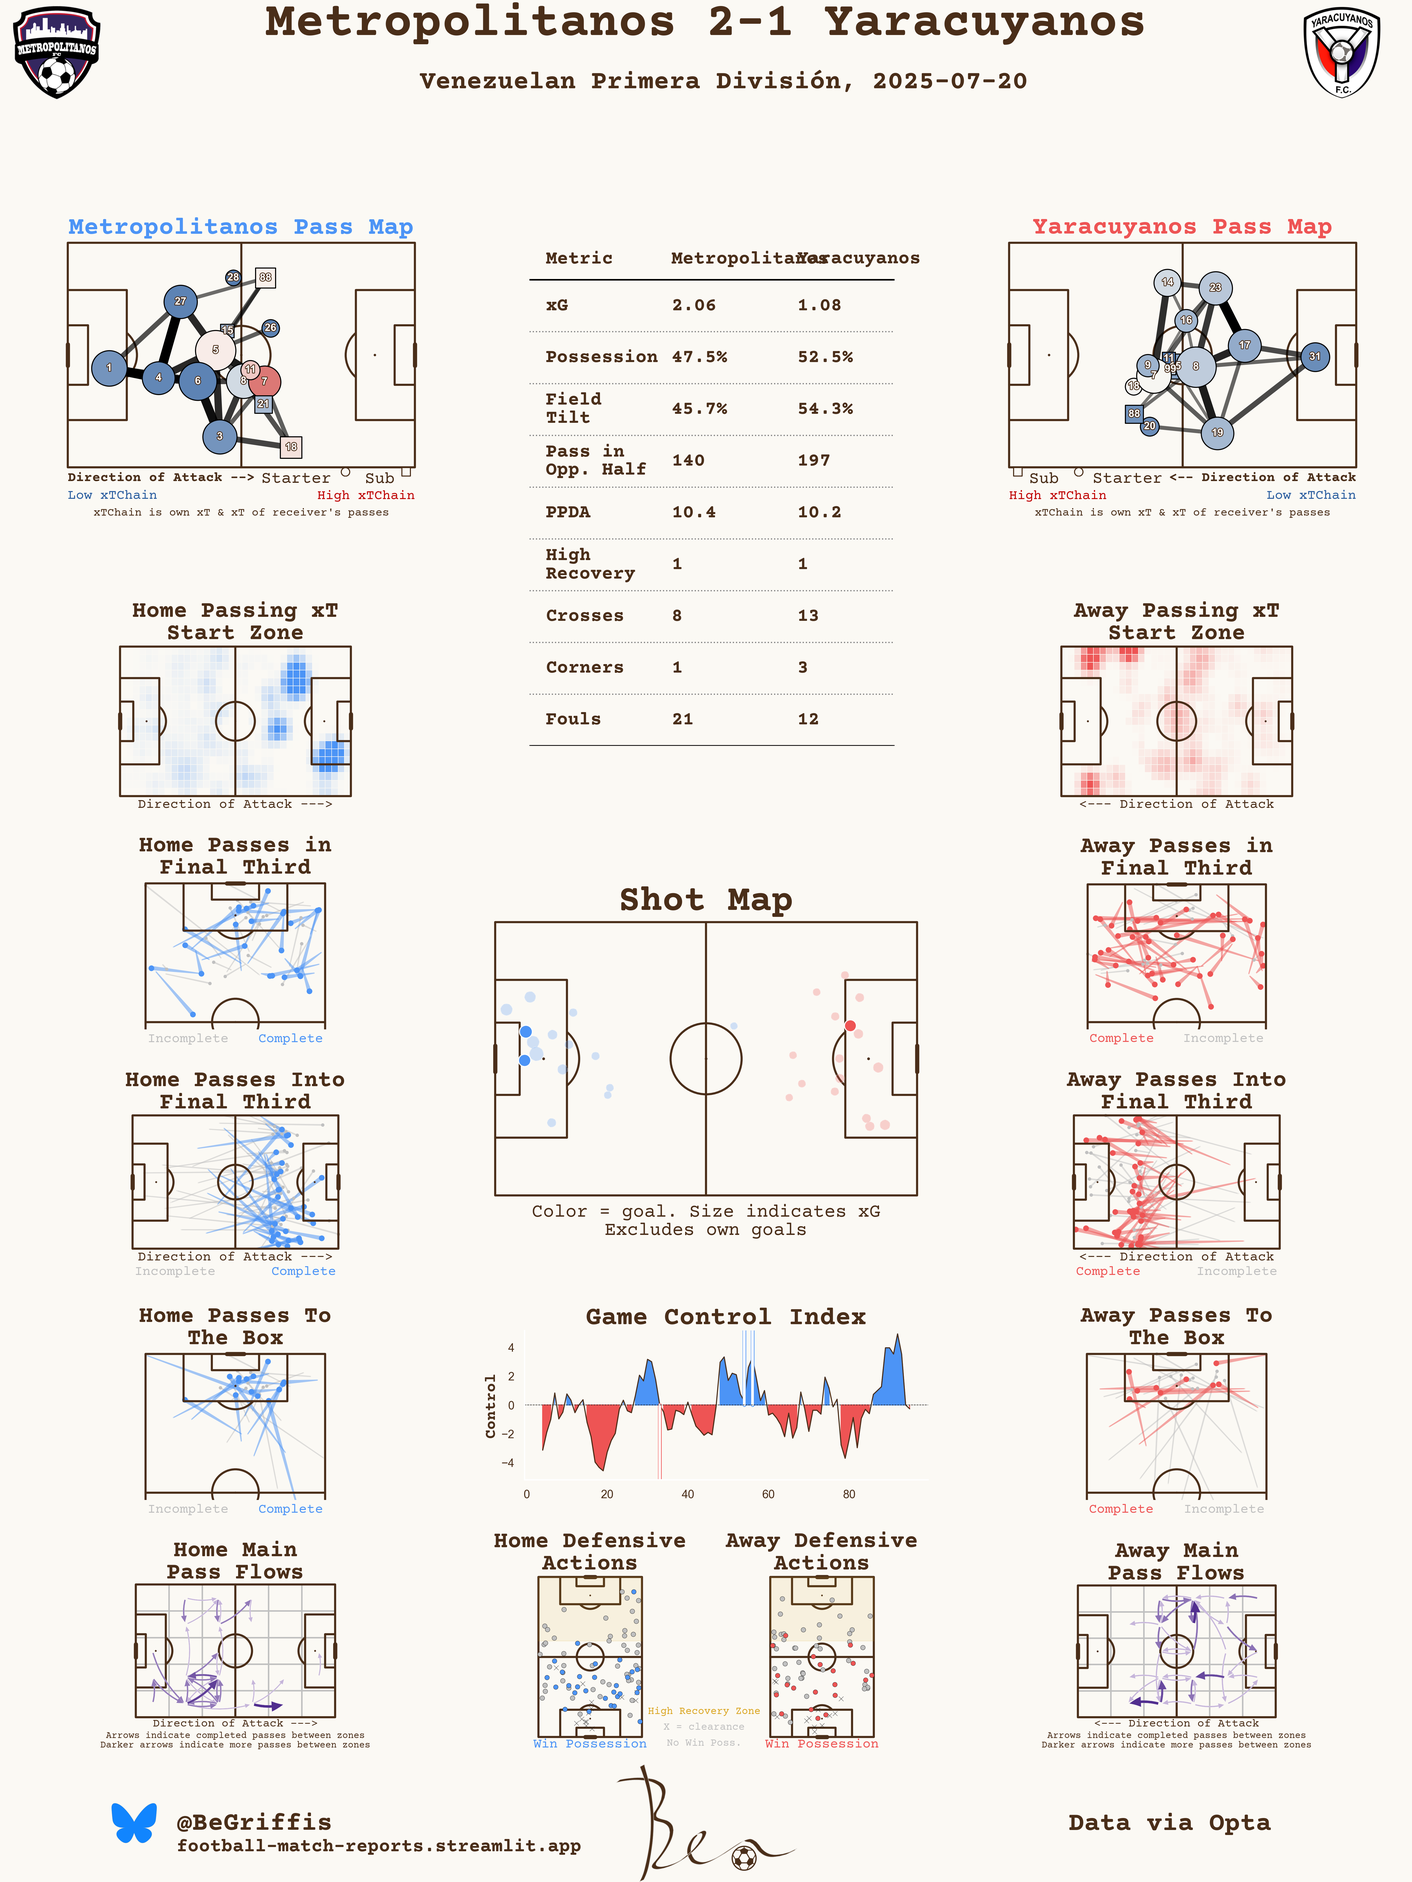 Metropolitanos 2-1 Yaracuyanos
Venezuelan Primera División, 2025-07-20
METROPOLITANOS
FC
YARACUYANOS
F.C.
Metropolitanos Pass Map
1
4
27
6
5
3
28
88
15
26
8
11
7
21
18
Direction of Attack --> Starter Sub
Low xTChain High xTChain
xTChain is own xT & xT of receiver's passes
Metric Metropolitanos Yaracuyanos
xG 2.06 1.08
Possession 47.5% 52.5%
Field
Tilt 45.7% 54.3%
Pass in
Opp. Half 140 197
PPDA 10.4 10.2
High
Recovery 1 1
Crosses 8 13
Corners 1 3
Fouls 21 12
Yaracuyanos Pass Map
14
23
16
17
31
11
9
99
7
8
18
88
20
19
Sub Starter <-- Direction of Attack
High xTChain Low xTChain
xTChain is own xT & xT of receiver's passes
Home Passing xT
Start Zone
Direction of Attack --->
Away Passing xT
Start Zone
<--- Direction of Attack
Home Passes in
Final Third
Incomplete Complete
Away Passes in
Final Third
Complete Incomplete
Shot Map
Color = goal. Size indicates xG
Excludes own goals
Home Passes Into
Final Third
Direction of Attack --->
Incomplete Complete
Away Passes Into
Final Third
<--- Direction of Attack
Complete Incomplete
Home Passes To
The Box
Incomplete Complete
Game Control Index
Control
4
2
0
−2
−4
0 20 40 60 80
Away Passes To
The Box
Complete Incomplete
Home Main
Pass Flows
Direction of Attack --->
Arrows indicate completed passes between zones
Darker arrows indicate more passes between zones
Home Defensive
Actions
Win Possession
Away Defensive
Actions
Win Possession
High Recovery Zone
X = clearance
No Win Poss.
Away Main
Pass Flows
<--- Direction of Attack
Arrows indicate completed passes between zones
Darker arrows indicate more passes between zones
@BeGriffis
football-match-reports.streamlit.app
Ben
Data via Opta